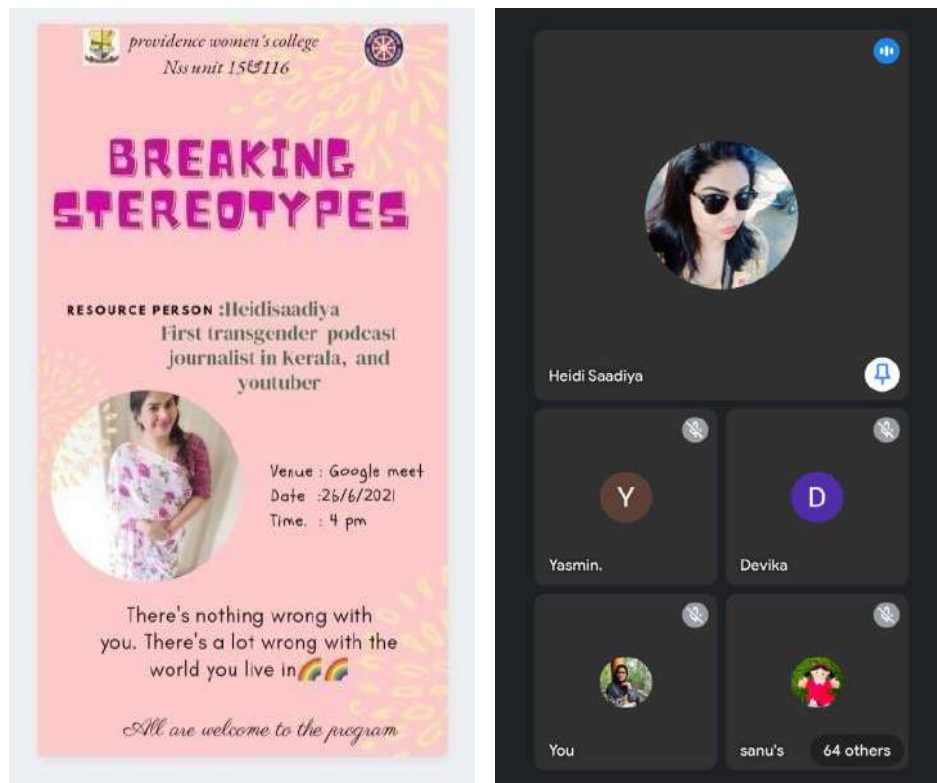 providence women's college
Nss unit 15&116
BREAKING
STEREOTYPES
RESOURCE PERSON :Heidisaadiya
First transgender podcast
journalist in Kerala, and
youtuber
Venue : Google meet
Date :26/6/2021
Time. : 4 pm
There's nothing wrong with
you. There's a lot wrong with the
world you live in🌈🌈
All are welcome to the program
Heidi Saadiya
Y
Yasmin.
D
Devika
You
sanu's
64 others